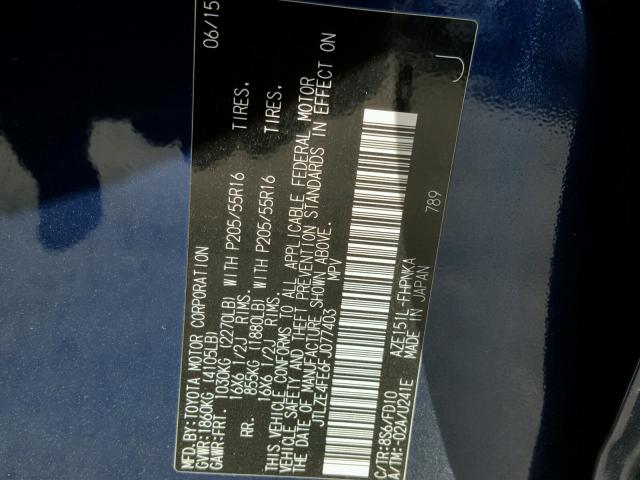 MFD.BY:TOYOTA MOTOR CORPORATION 06/15
GVWR:1860KG (4105LB)
GAWR:FRT. 1030KG (2270LB) WITH P205/55R16 TIRES.
16X6 1/2J RIMS.
RR. 855KG (1880LB) WITH P205/55R16 TIRES.
16X6 1/2J RIMS.
THIS VEHICLE CONFORMS TO ALL APPLICABLE FEDERAL MOTOR
VEHICLE SAFETY AND THEFT PREVENTION STANDARDS IN EFFECT ON
THE DATE OF MANUFACTURE SHOWN ABOVE.
JTLZE4FE6FJ077403 MPV
789
C/TR:8S6/FD10 AZE151L-FHPNKA
A/TM:-02A/U241E MADE IN JAPAN
J